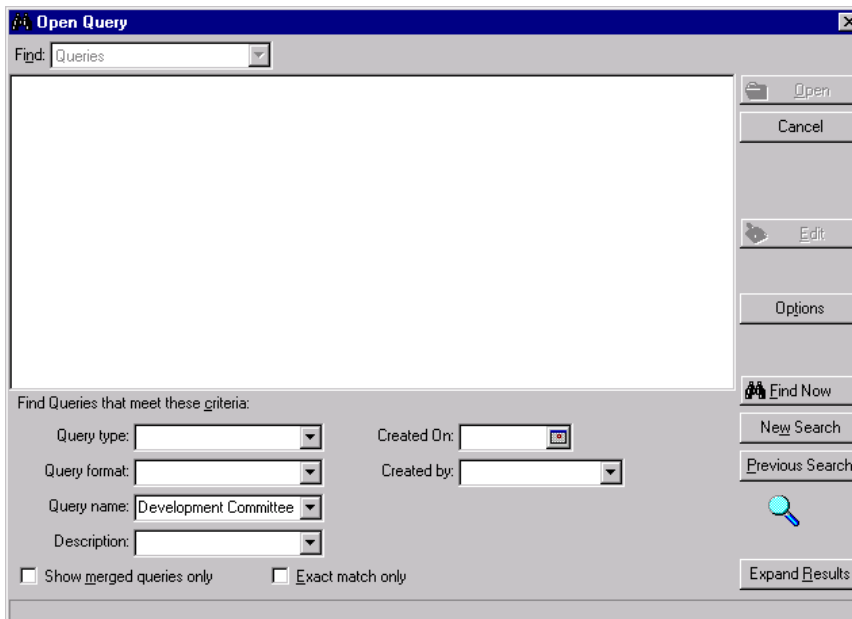 Open Query
Find: Queries
Open
Cancel
Edit
Options
Find Now
New Search
Previous Search
Expand Results
Find Queries that meet these criteria:
Query type:
Created On:
Query format:
Created by:
Query name: Development Committee
Description:
Show merged queries only
Exact match only